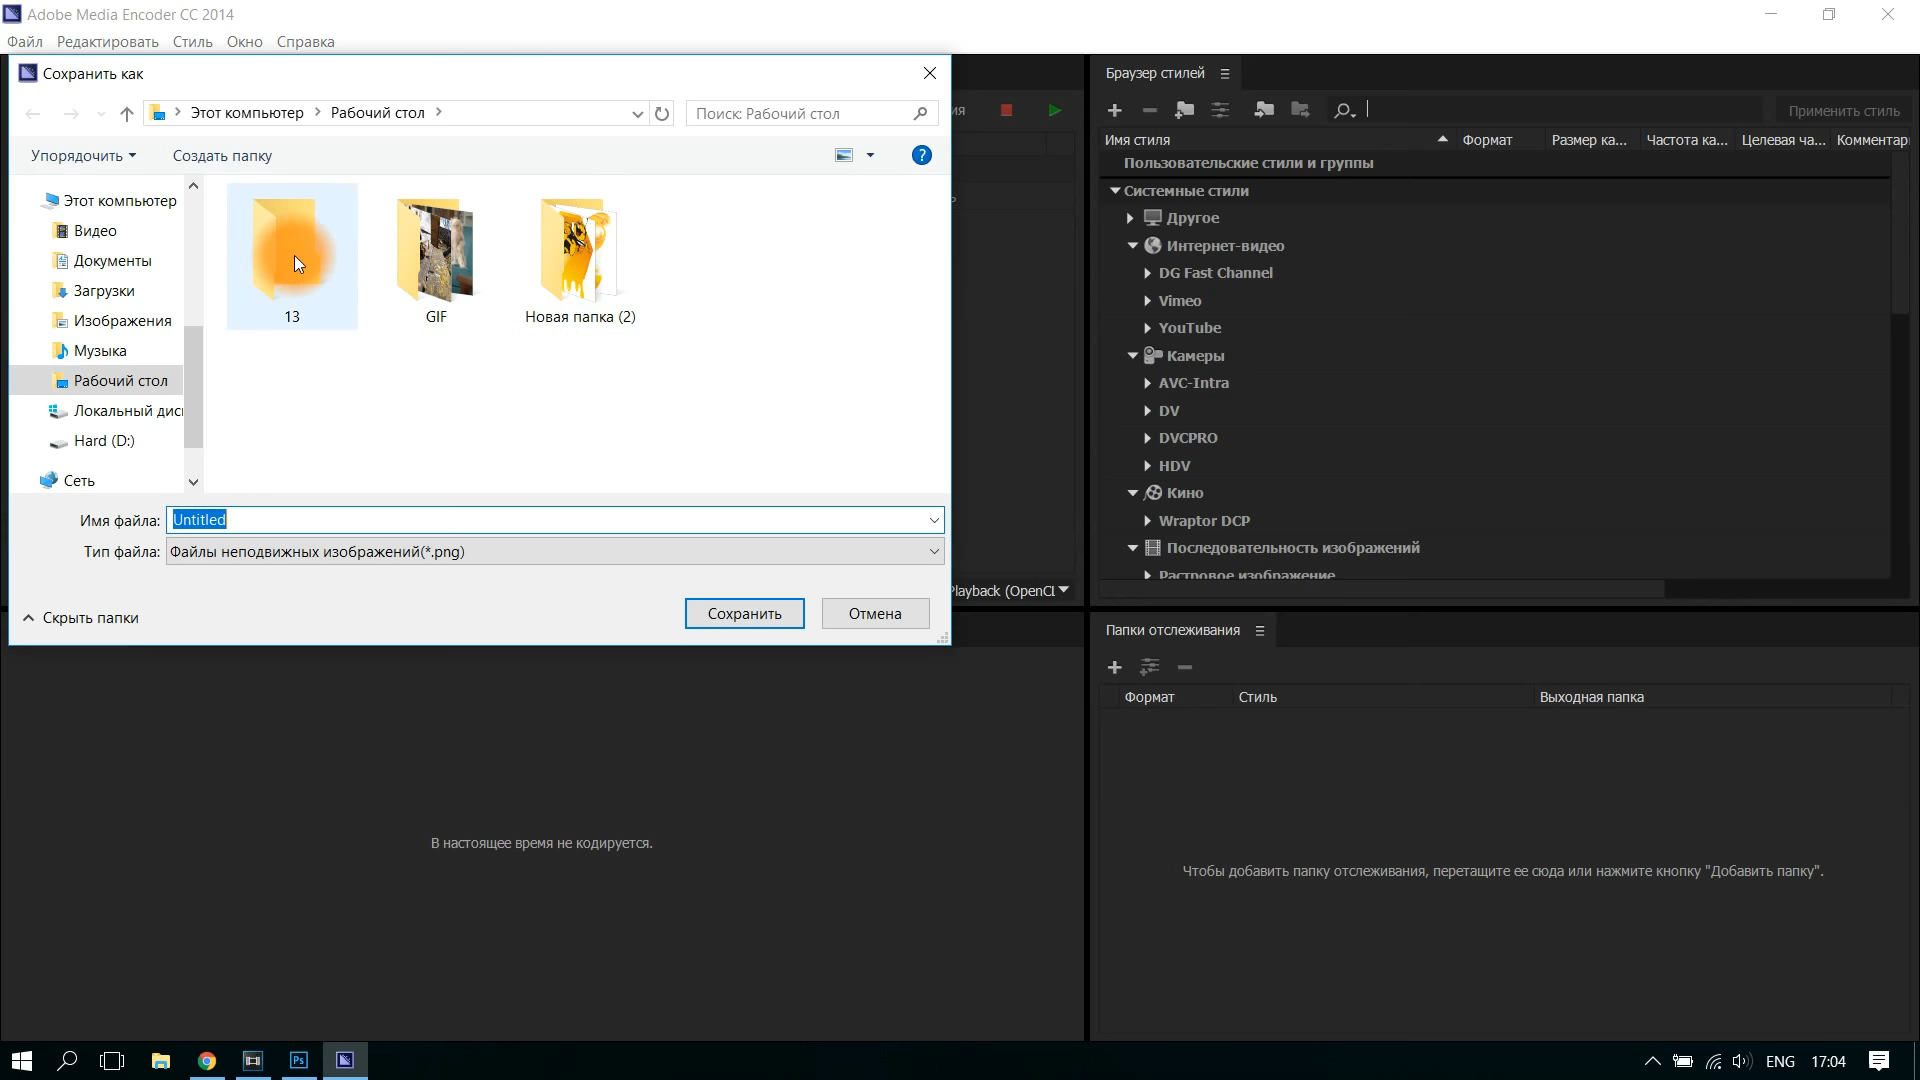 Adobe Media Encoder CC 2014
Файл Редактировать Стиль Окно Справка
Сохранить как
Этот компьютер Рабочий стол
Поиск: Рабочий стол
Упорядочить Создать папку
Этот компьютер
Видео
Документы
Загрузки
Изображения
Музыка
Рабочий стол
Локальный дис
Hard (D:)
Сеть
13
GIF
Новая папка (2)
Имя файла: Untitled
Тип файла: Файлы неподвижных изображений(*.png)
Скрыть папки
Сохранить Отмена
ия
Playback (OpenCL
Браузер стилей
Применить стиль
Имя стиля Формат Размер ка... Частота ка... Целевая ча... Комментар
Пользовательские стили и группы
Системные стили
Другое
Интернет-видео
DG Fast Channel
Vimeo
YouTube
Камеры
AVC-Intra
DV
DVCPRO
HDV
Кино
Wraptor DCP
Последовательность изображений
Растровое изображение
Папки отслеживания
Формат Стиль Выходная папка
В настоящее время не кодируется.
Чтобы добавить папку отслеживания, перетащите ее сюда или нажмите кнопку "Добавить папку".
Ps
ENG 17:04